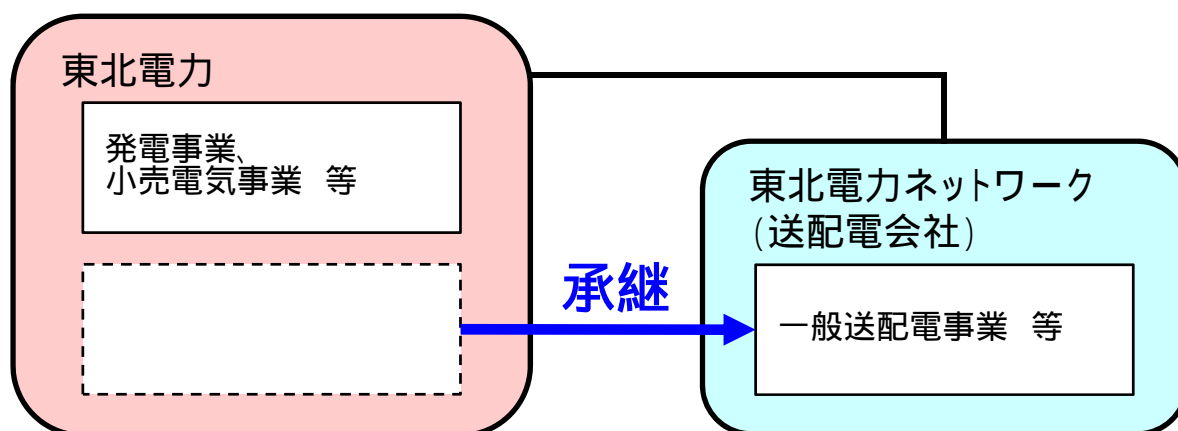 東北電力
発電事業、
小売電気事業 等
承継
東北電力ネットワーク
(送配電会社)
一般送配電事業 等